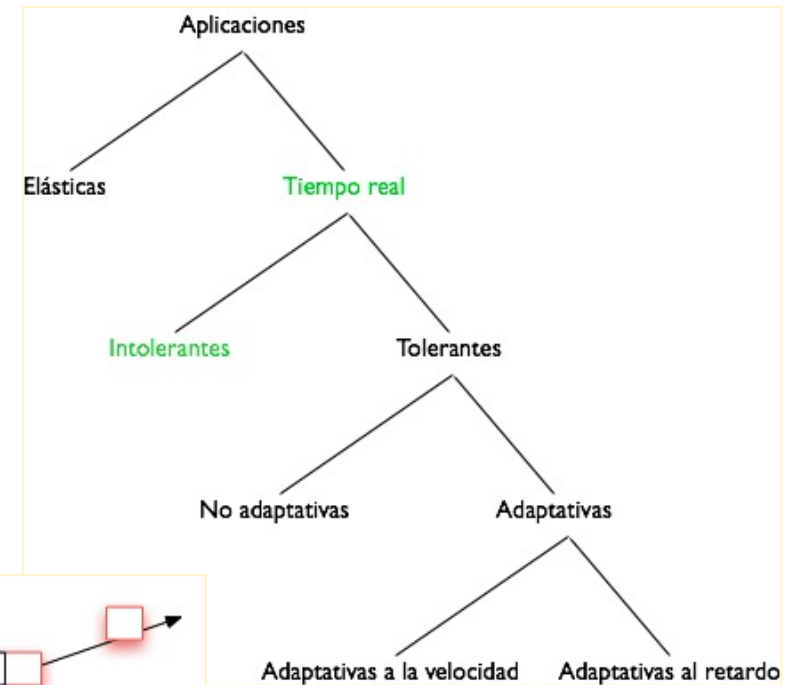 Aplicaciones
Elásticas
Tiempo real
Intolerantes
Tolerantes
No adaptativas
Adaptativas
Adaptativas a la velocidad
Adaptativas al retardo